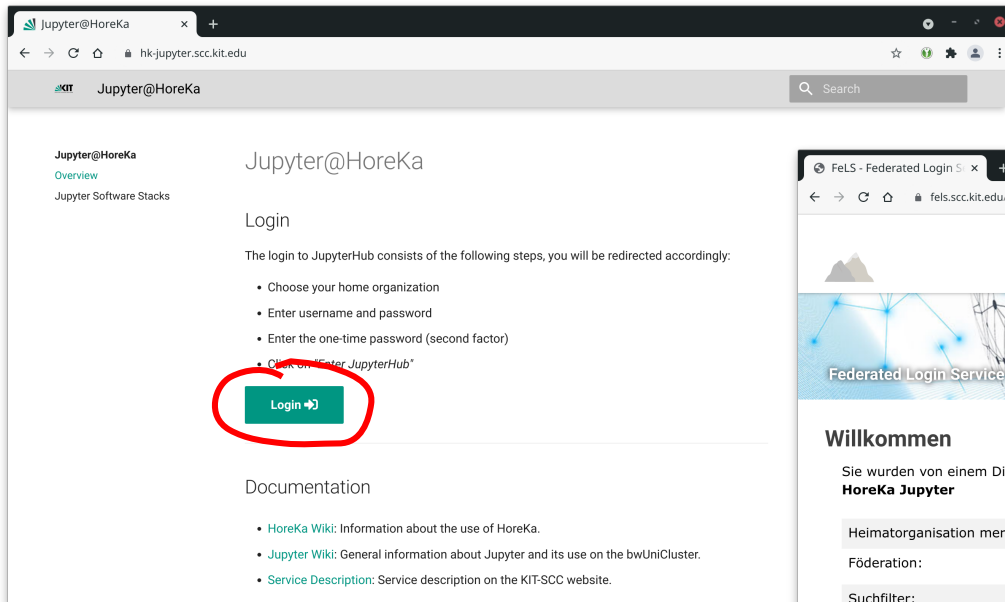 Jupyter@HoreKa
hk-jupyter.scc.kit.edu
KIT Jupyter@HoreKa
Search
Jupyter@HoreKa
Overview
Jupyter Software Stacks
Jupyter@HoreKa
Login
The login to JupyterHub consists of the following steps, you will be redirected accordingly:
• Choose your home organization
• Enter username and password
• Enter the one-time password (second factor)
• Click on "Enter JupyterHub"
Login
Documentation
• HoreKa Wiki: Information about the use of HoreKa.
• Jupyter Wiki: General information about Jupyter and its use on the bwUniCluster.
• Service Description: Service description on the KIT-SCC website.
FeLS - Federated Login Se
fels.scc.kit.edu/
Federated Login Service
Willkommen
Sie wurden von einem Di
HoreKa Jupyter
Heimatorganisation mer
Föderation:
Suchfilter: